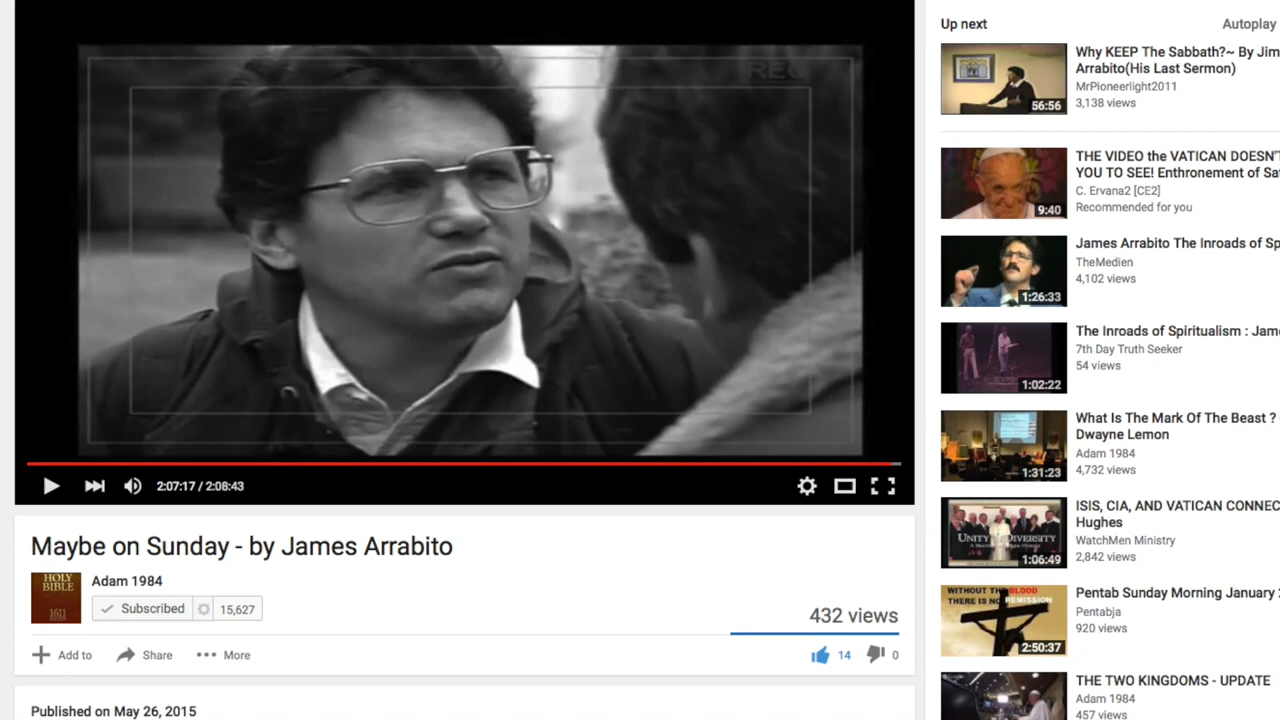 REC
2:07:17 / 2:08:43
Maybe on Sunday - by James Arrabito
HOLY
BIBLE
1611
Adam 1984
Subscribed 15,627
432 views
Add to Share More
14 0
Published on May 26, 2015
Up next Autoplay
Why KEEP The Sabbath?~ By Jim
Arrabito(His Last Sermon)
MrPioneerlight2011
3,138 views
56:56
THE VIDEO the VATICAN DOESN'T
YOU TO SEE! Enthronement of Sa
C. Ervana2 [CE2]
Recommended for you
9:40
James Arrabito The Inroads of Sp
TheMedien
4,102 views
1:26:33
The Inroads of Spiritualism : Jam
7th Day Truth Seeker
54 views
1:02:22
What Is The Mark Of The Beast ?
Dwayne Lemon
Adam 1984
4,732 views
1:31:23
ISIS, CIA, AND VATICAN CONNEC
Hughes
WatchMen Ministry
2,842 views
UNITY DIVERSITY
1:06:49
Pentab Sunday Morning January 2
Pentabja
920 views
WITHOUT THE BLOOD
THERE IS NO REMISSION
2:50:37
THE TWO KINGDOMS - UPDATE
Adam 1984
457 views